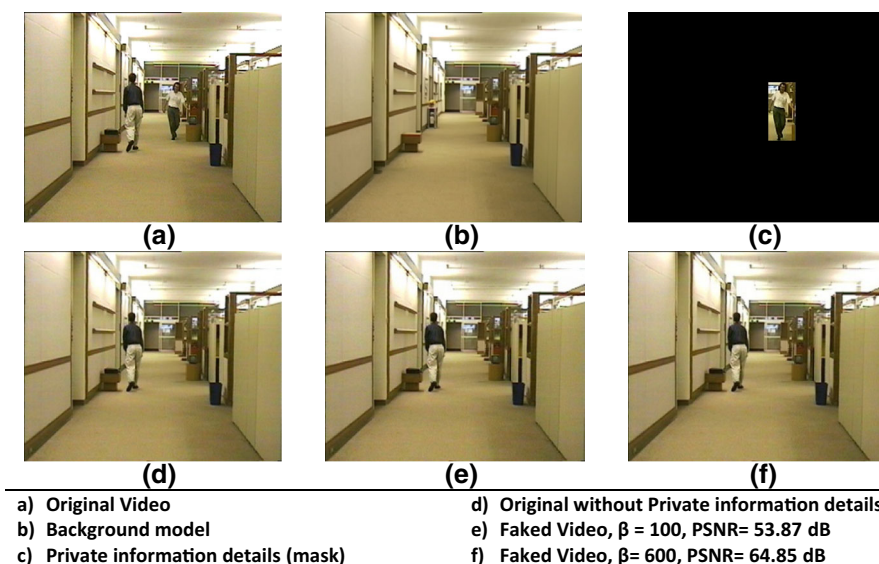 (a) (b) (c)
(d) (e) (f)
a) Original Video
b) Background model
c) Private information details (mask)
d) Original without Private information details
e) Faked Video, β = 100, PSNR= 53.87 dB
f) Faked Video, β= 600, PSNR= 64.85 dB